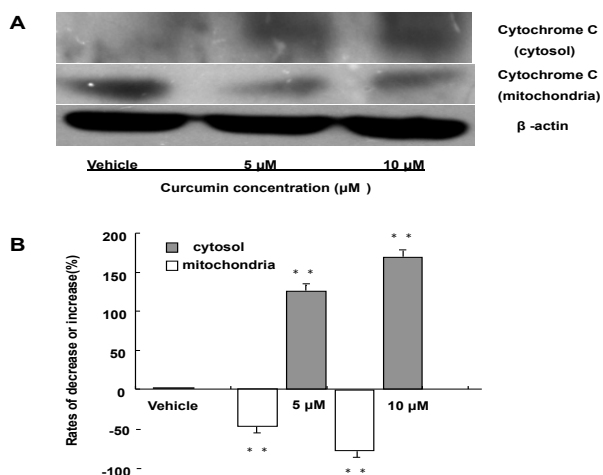 A
Cytochrome C
(cytosol)
Cytochrome C
(mitochondria)
β -actin
Vehicle 5 μM 10 μM
Curcumin concentration (μM )
B
Rates of decrease or increase(%)
200
150
100
50
0
-50
-100
cytosol
mitochondria
* *
* *
Vehicle 5 μM 10 μM
* *
* *